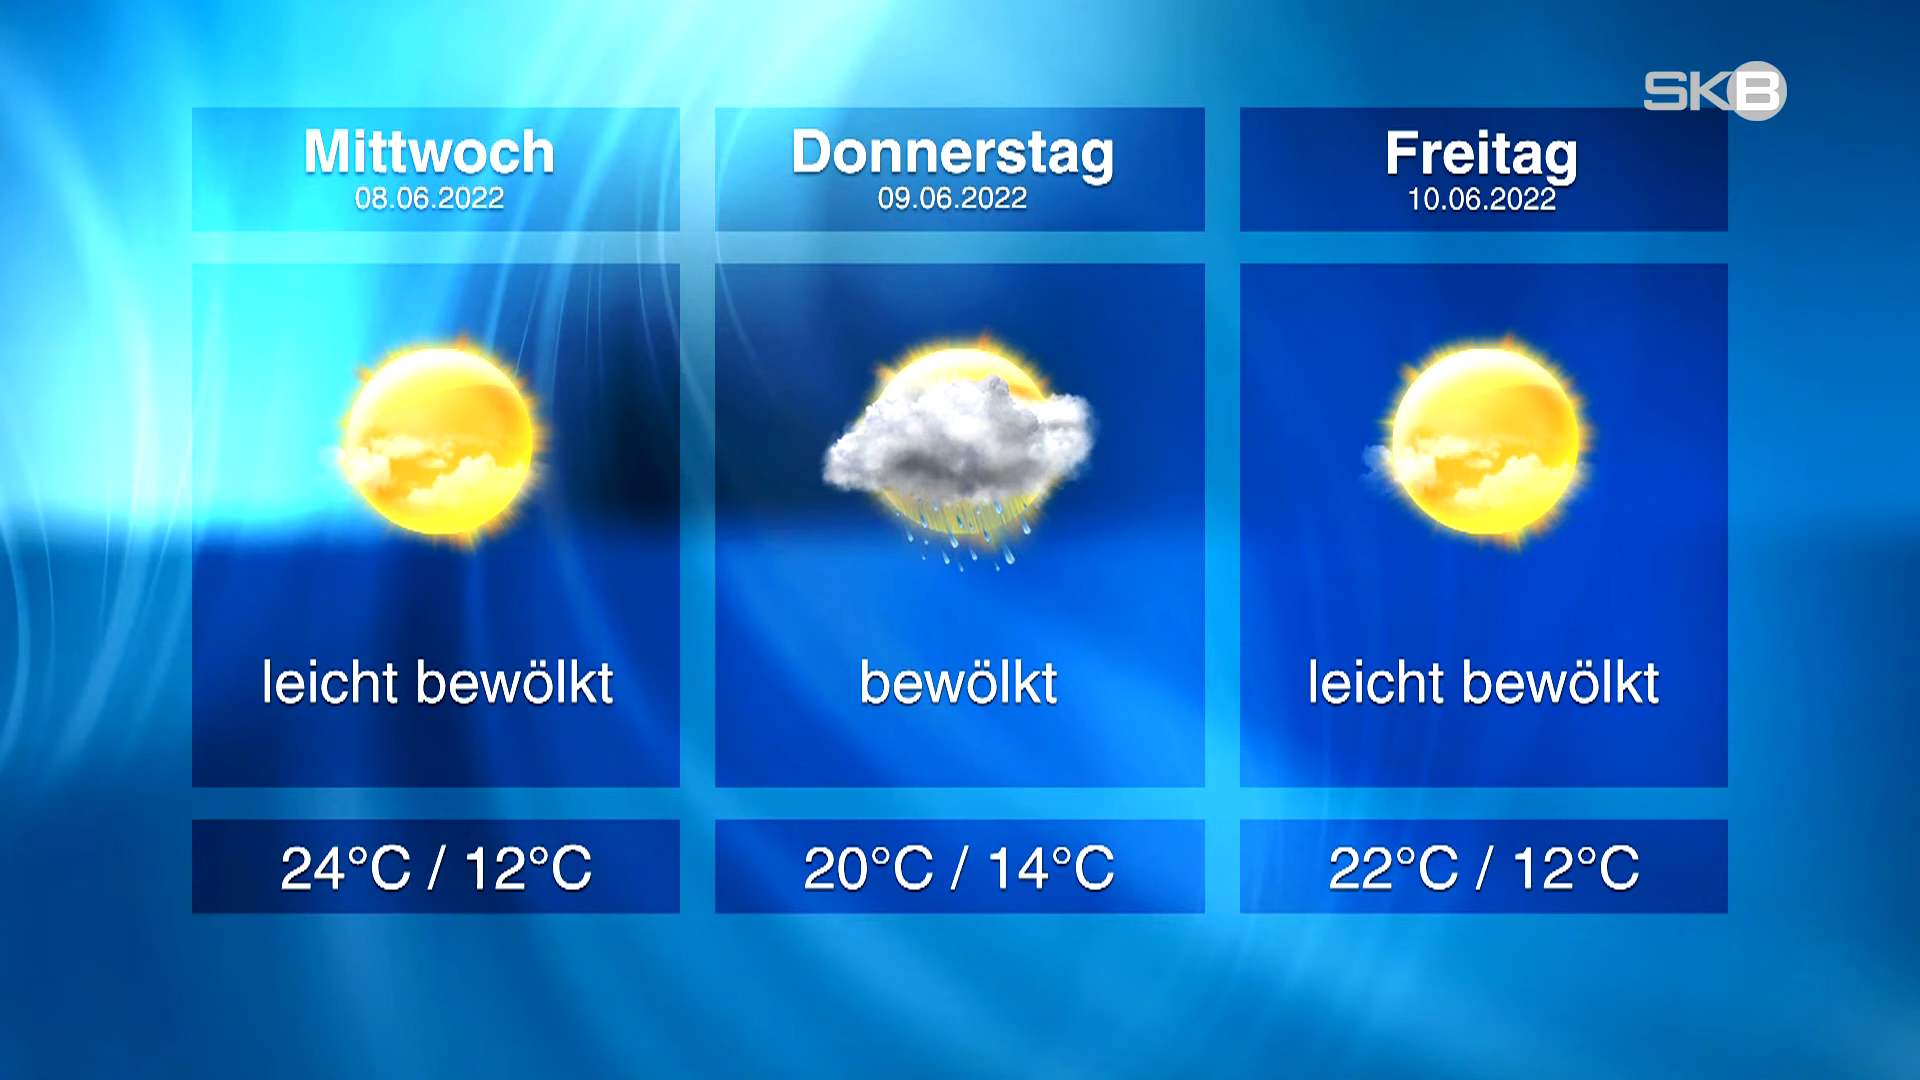 SKB
Mittwoch
08.06.2022
leicht bewölkt
24°C / 12°C
Donnerstag
09.06.2022
bewölkt
20°C / 14°C
Freitag
10.06.2022
leicht bewölkt
22°C / 12°C